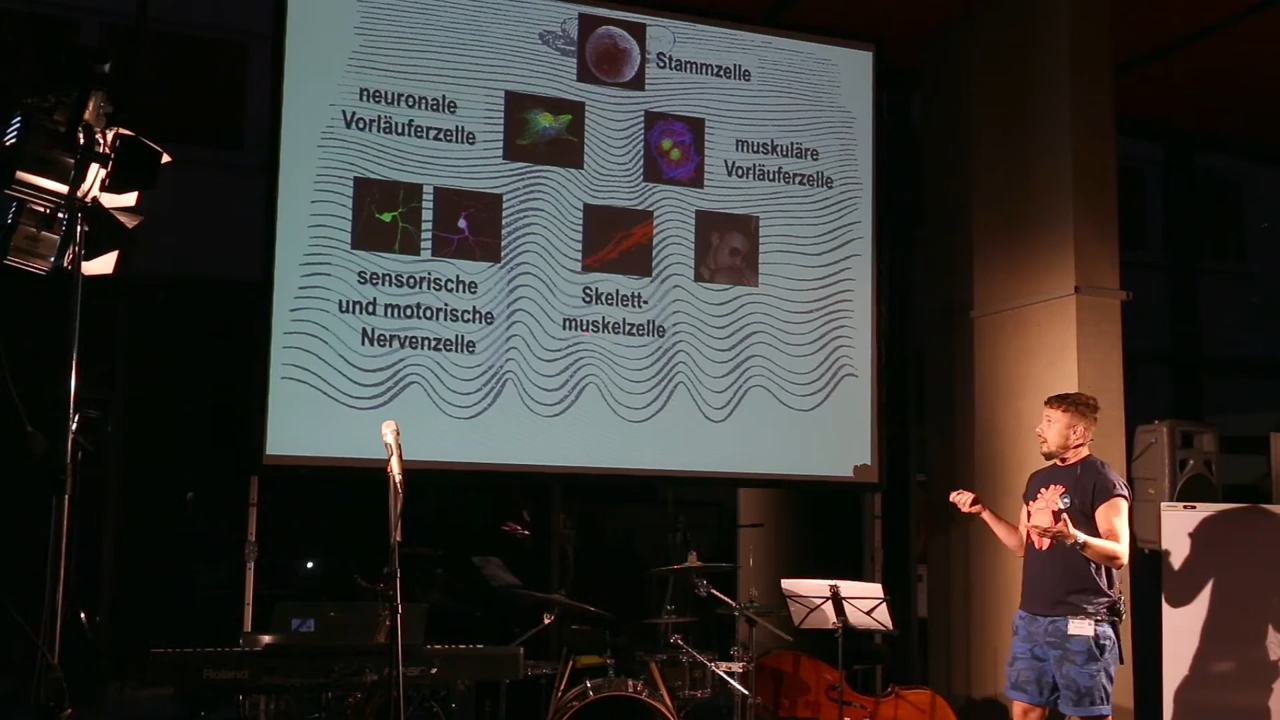 Stammzelle
neuronale
Vorläuferzelle
muskuläre
Vorläuferzelle
sensorische
und motorische
Nervenzelle
Skelett-
muskelzelle
Roland